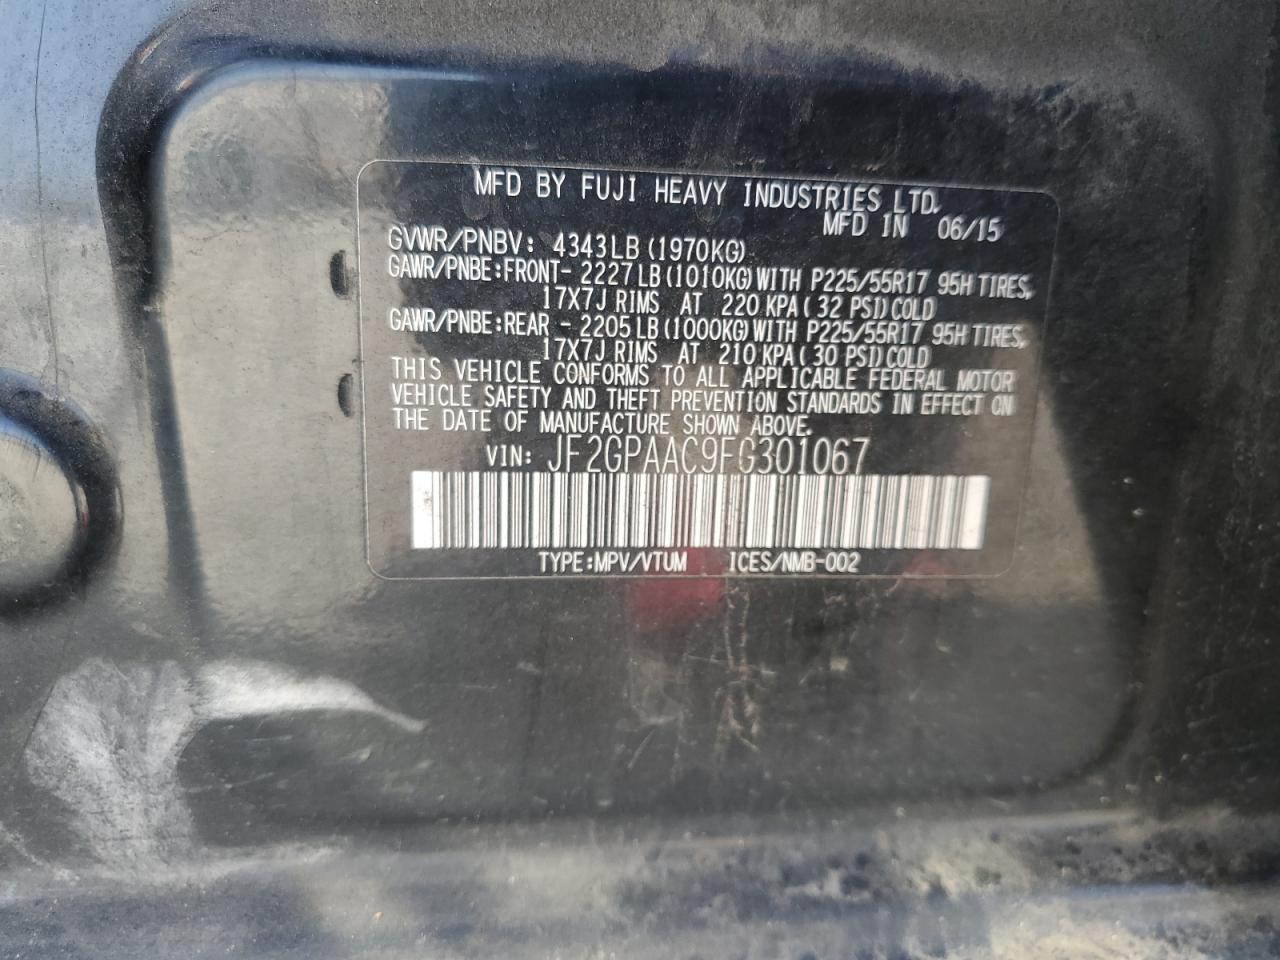 MFD BY FUJI HEAVY INDUSTRIES LTD.
MFD IN 06/15
GVWR/PNBV: 4343LB (1970KG)
GAWR/PNBE:FRONT- 2227LB (1010KG) WITH P225/55R17 95H TIRES,
17X7J RIMS AT 220 KPA( 32 PSI) COLD
GAWR/PNBE:REAR - 2205LB (1000KG) WITH P225/55R17 95H TIRES,
17X7J RIMS AT 210 KPA( 30 PSI) COLD
THIS VEHICLE CONFORMS TO ALL APPLICABLE FEDERAL MOTOR
VEHICLE SAFETY AND THEFT PREVENTION STANDARDS IN EFFECT ON
THE DATE OF MANUFACTURE SHOWN ABOVE.
VIN: JF2GPAAC9FG301067
TYPE:MPV/VTUM ICES/NMB-002